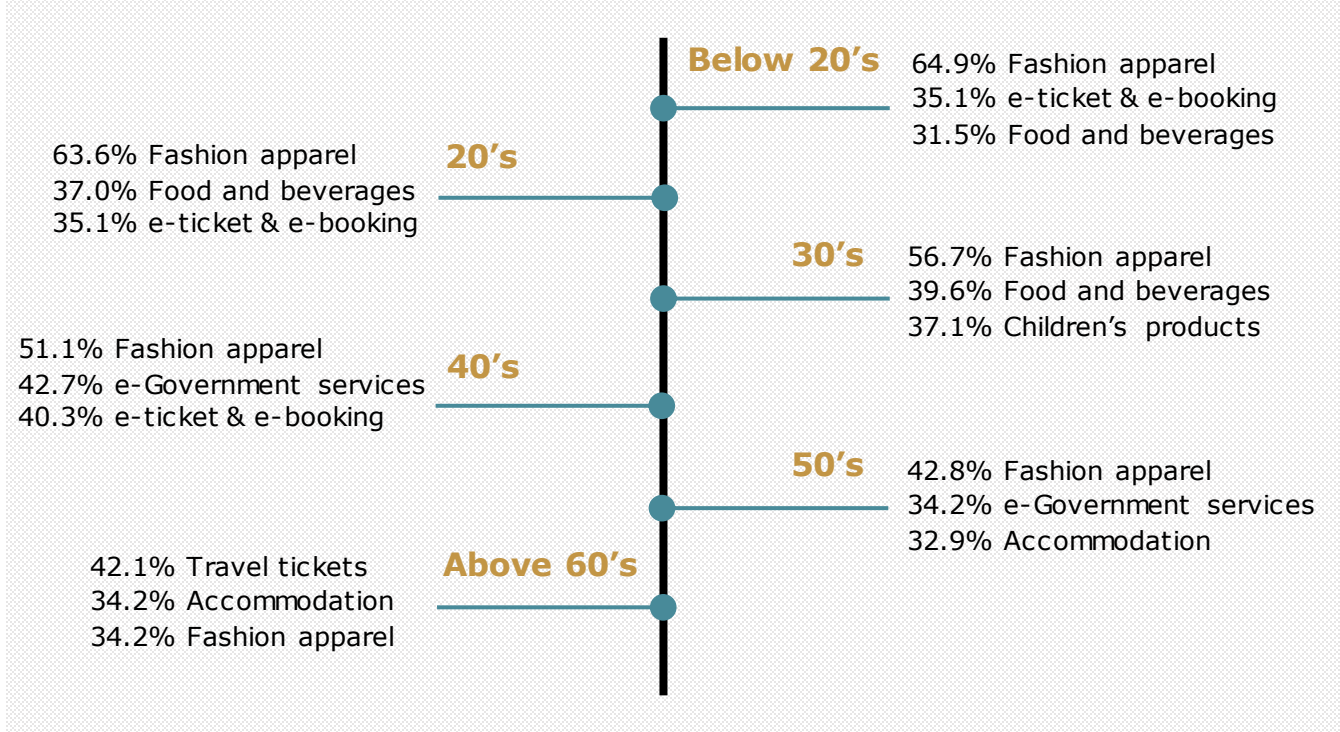 Below 20’s
64.9% Fashion apparel
35.1% e-ticket & e-booking
31.5% Food and beverages
20’s
63.6% Fashion apparel
37.0% Food and beverages
35.1% e-ticket & e-booking
30’s
56.7% Fashion apparel
39.6% Food and beverages
37.1% Children’s products
40’s
51.1% Fashion apparel
42.7% e-Government services
40.3% e-ticket & e-booking
50’s
42.8% Fashion apparel
34.2% e-Government services
32.9% Accommodation
Above 60’s
42.1% Travel tickets
34.2% Accommodation
34.2% Fashion apparel